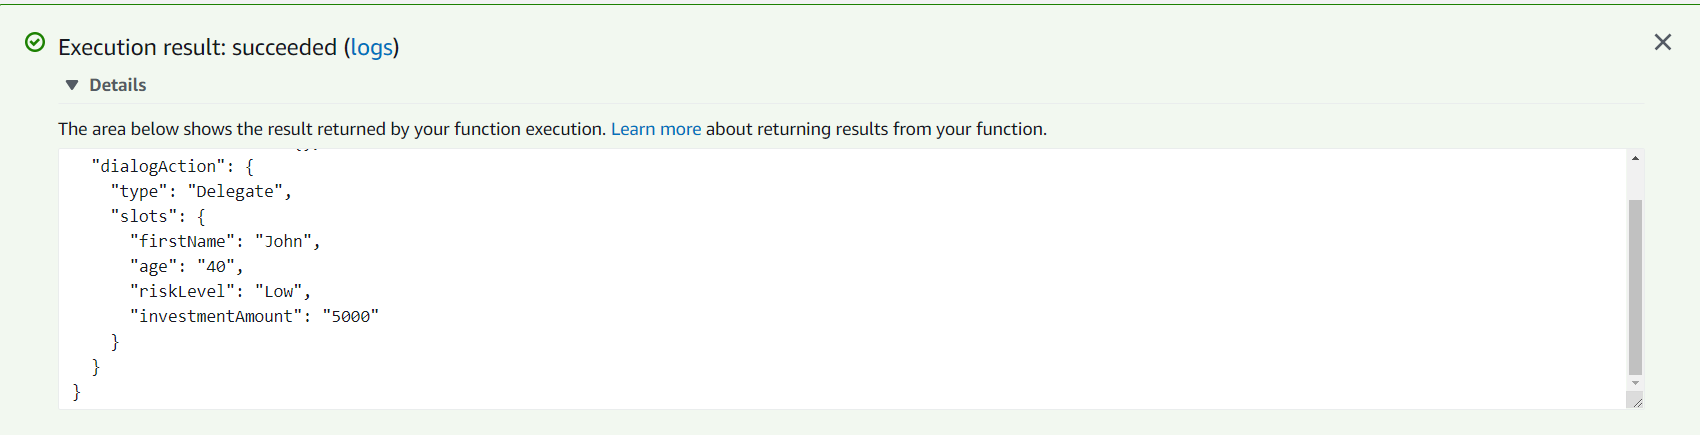 Execution result: succeeded (logs)
Details
The area below shows the result returned by your function execution. Learn more about returning results from your function.
"dialogAction": {
"type": "Delegate",
"slots": {
"firstName": "John",
"age": "40",
"riskLevel": "Low",
"investmentAmount": "5000"
}
}
}